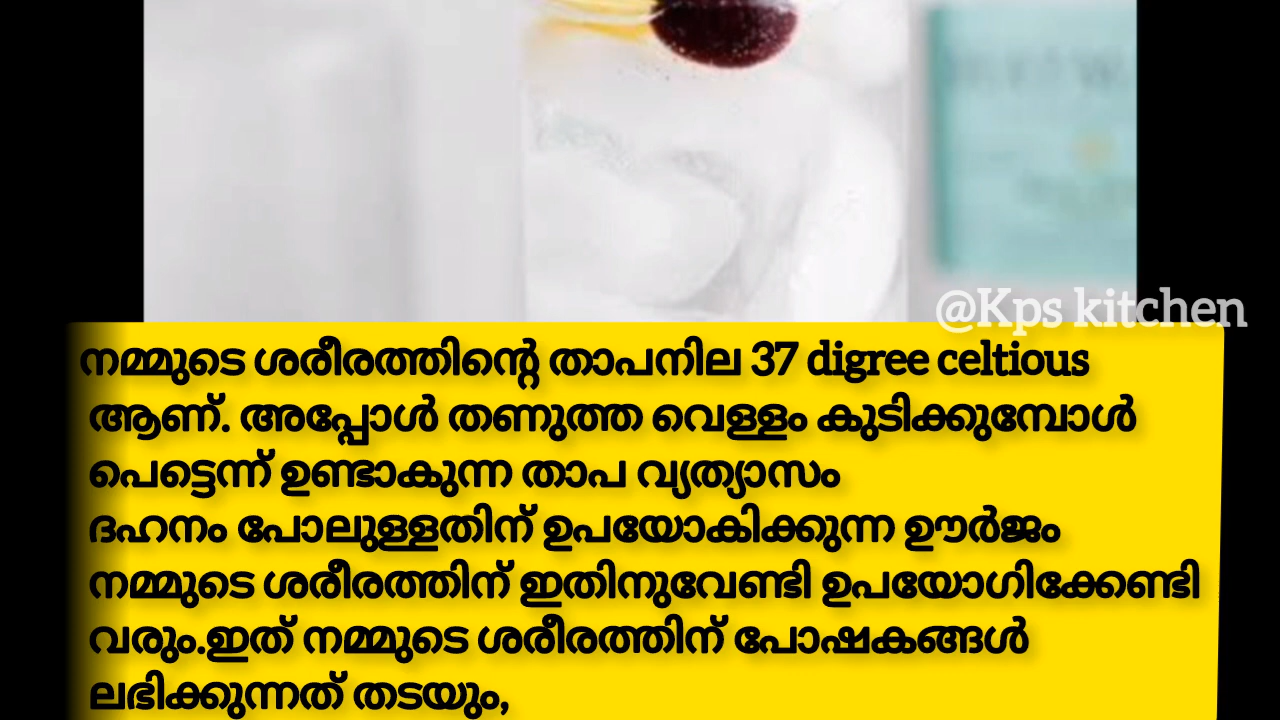 @Kps kitchen
നമ്മുടെ ശരീരത്തിന്റെ താപനില 37 digree celtious
ആണ്. അപ്പോൾ തണുത്ത വെള്ളം കുടിക്കുമ്പോൾ
പെട്ടെന്ന് ഉണ്ടാകുന്ന താപ വ്യത്യാസം
ദഹനം പോലുള്ളതിന് ഉപയോകിക്കുന്ന ഊർജം
നമ്മുടെ ശരീരത്തിന് ഇതിനുവേണ്ടി ഉപയോഗിക്കേണ്ടി
വരും.ഇത് നമ്മുടെ ശരീരത്തിന് പോഷകങ്ങൾ
ലഭിക്കുന്നത് തടയും,